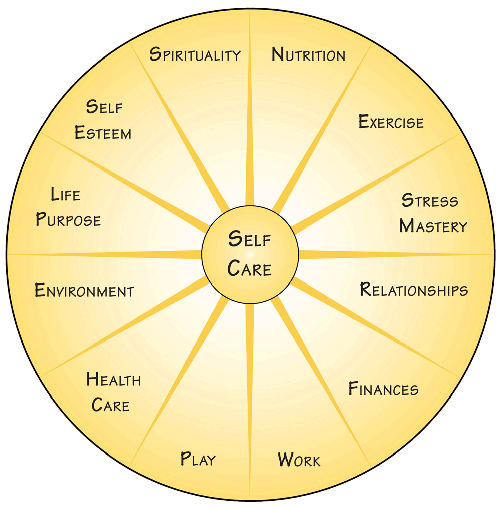 Spirituality
Nutrition
Self
Esteem
Exercise
Life
Purpose
Stress
Mastery
Self
Care
Environment
Relationships
Health
Care
Finances
Play
Work